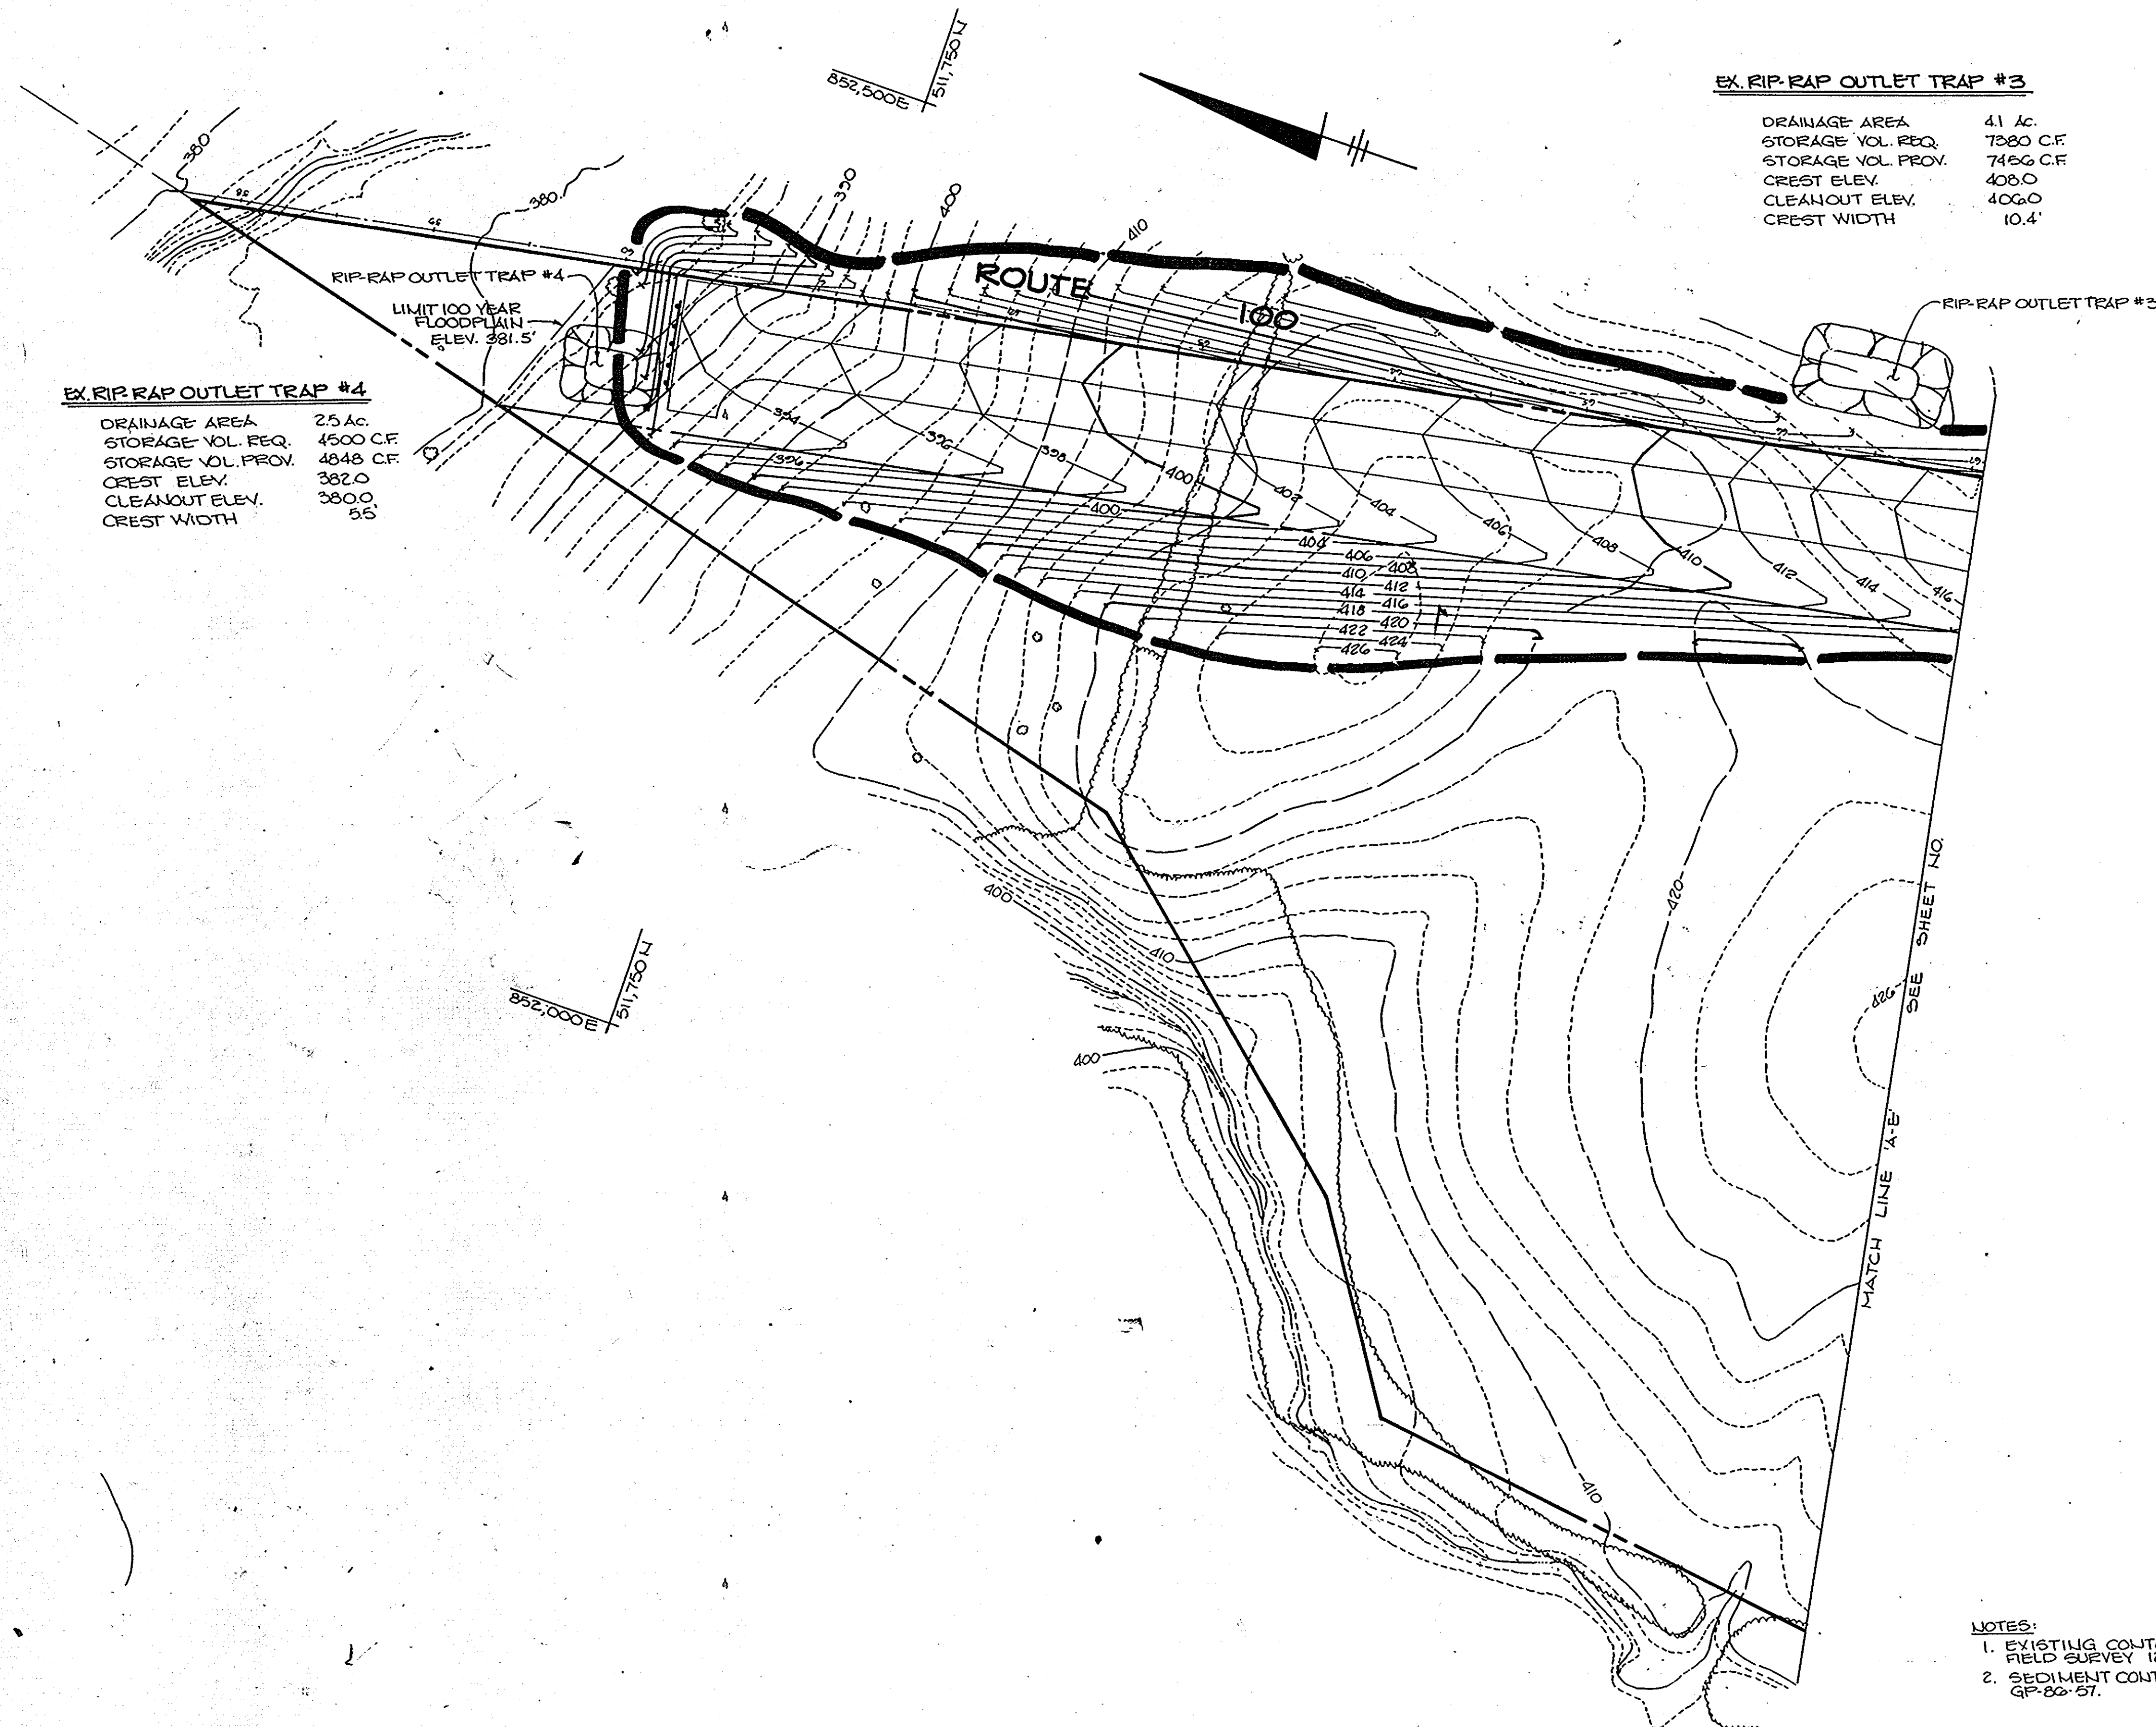 852,500E
511,750 N
EX. RIP-RAP OUTLET TRAP #3
DRAINAGE AREA 4.1 AC.
STORAGE VOL. REQ. 7380 C.F.
STORAGE VOL. PROV. 7456 C.F.
CREST ELEV. 408.0
CLEANOUT ELEV. 406.0
CREST WIDTH 10.4'
380
380
390
400
410
ROUTE 100
RIP-RAP OUTLET TRAP #4
LIMIT 100 YEAR
FLOODPLAIN
ELEV. 381.5'
RIP-RAP OUTLET TRAP #3
EX. RIP-RAP OUTLET TRAP #4
DRAINAGE AREA 2.5 AC.
STORAGE VOL. REQ. 4500 C.F.
STORAGE VOL. PROV. 4848 C.F.
CREST ELEV. 382.0
CLEANOUT ELEV. 380.0
CREST WIDTH 5.5'
394
396
398
400
402
404
406
408
410
412
414
416
396
400
404
406
408
410
412
414
416
418
420
422
424
426
420
426
400
410
400
410
852,000E
511,750 N
MATCH LINE 'A-E' SEE SHEET NO.
NOTES:
1. EXISTING
FIELD SURVEY
2. SEDIMENT
GP-86-57.